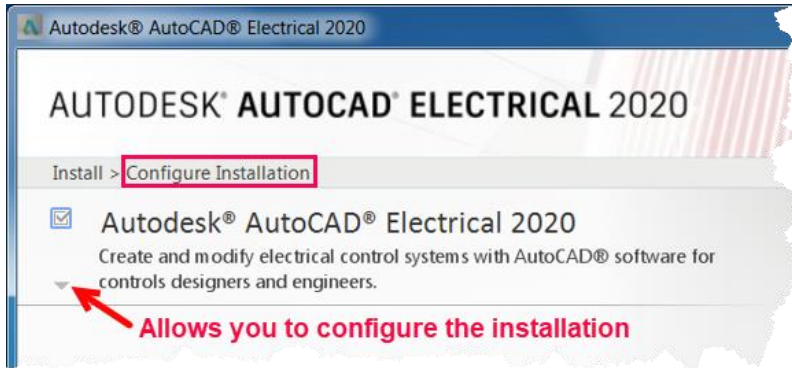 Autodesk® AutoCAD® Electrical 2020
AUTODESK® AUTOCAD® ELECTRICAL 2020
Install > Configure Installation
Autodesk® AutoCAD® Electrical 2020
Create and modify electrical control systems with AutoCAD® software for
controls designers and engineers.
Allows you to configure the installation